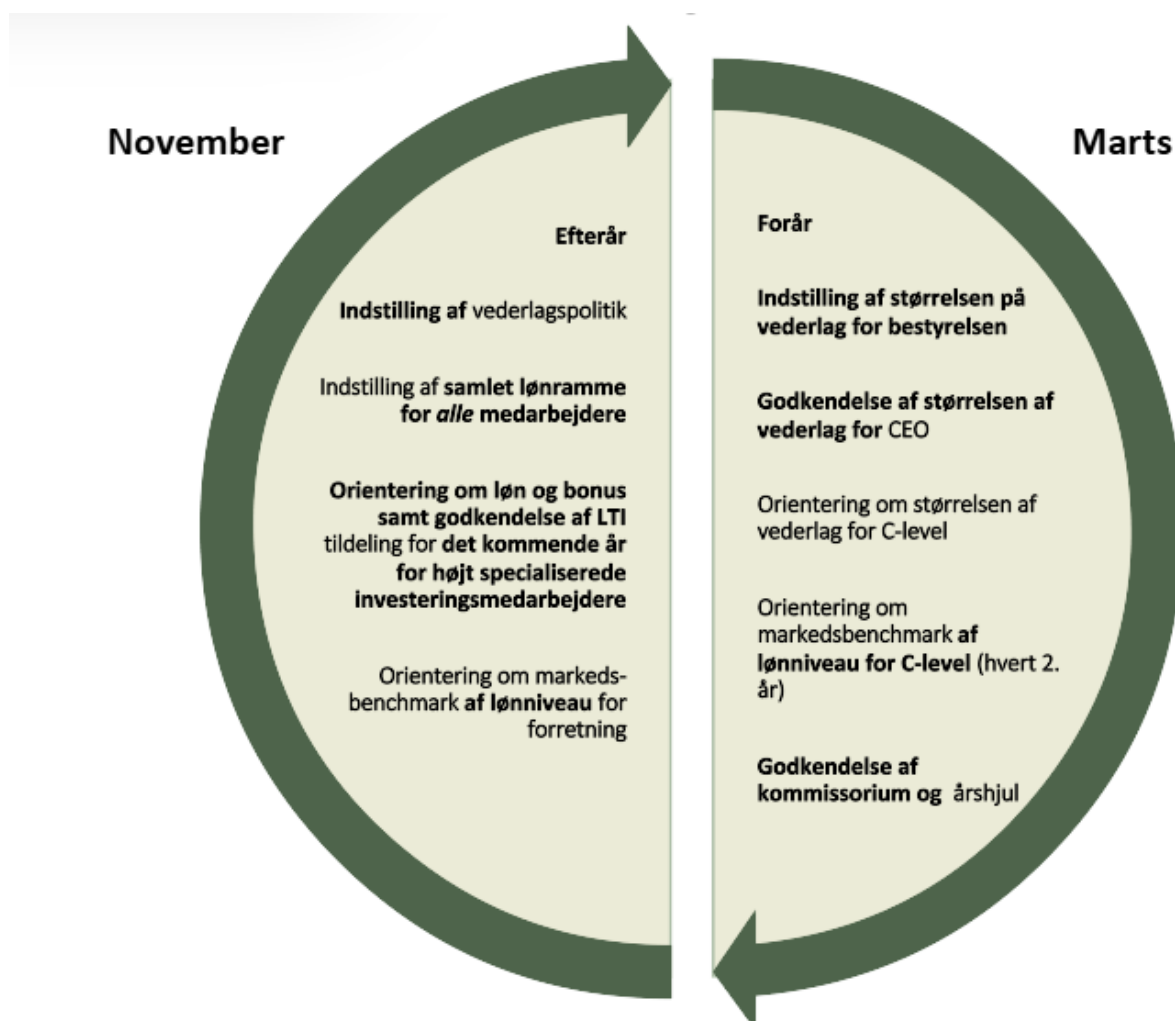 November
Efterår
Indstilling af vederlagspolitik
Indstilling af samlet lønramme
for alle medarbejdere
Orientering om løn og bonus
samt godkendelse af LTI
tildeling for det kommende år
for højt specialiserede
investeringsmedarbejdere
Orientering om markeds-
benchmark af lønniveau for
forretning
Marts
Forår
Indstilling af størrelsen på
vederlag for bestyrelsen
Godkendelse af størrelsen af
vederlag for CEO
Orientering om størrelsen af
vederlag for C-level
Orientering om
markedsbenchmark af
lønniveau for C-level (hvert 2.
år)
Godkendelse af
kommissorium og årshjul